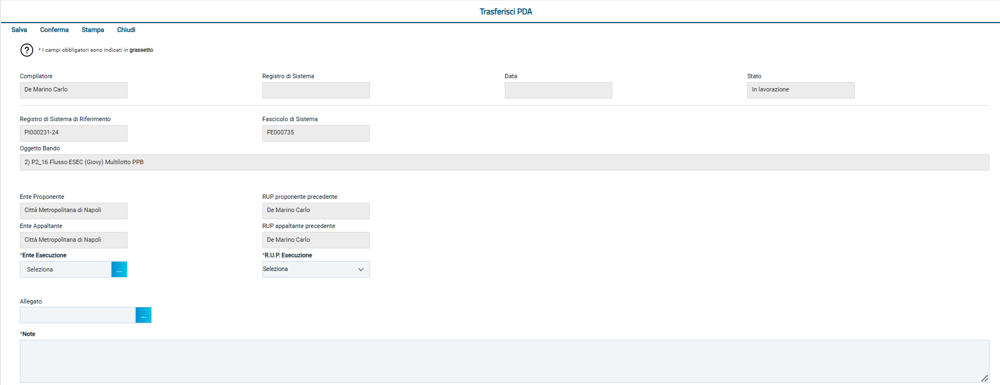 Trasferisci PDA
Salva Conferma Stampa Chiudi
? * I campi obbligatori sono indicati in grassetto
Compilatore Registro di Sistema Data Stato
De Marino Carlo In lavorazione
Registro di Sistema di Riferimento Fascicolo di Sistema
PI000231-24 FE000735
Oggetto Bando
2) P2_16 Flusso ESEC (Giovy) Multilotto PPB
Ente Proponente RUP proponente precedente
Città Metropolitana di Napoli De Marino Carlo
Ente Appaltante RUP appaltante precedente
Città Metropolitana di Napoli De Marino Carlo
*Ente Esecuzione *R.U.P. Esecuzione
Seleziona ... Seleziona
Allegato
...
*Note